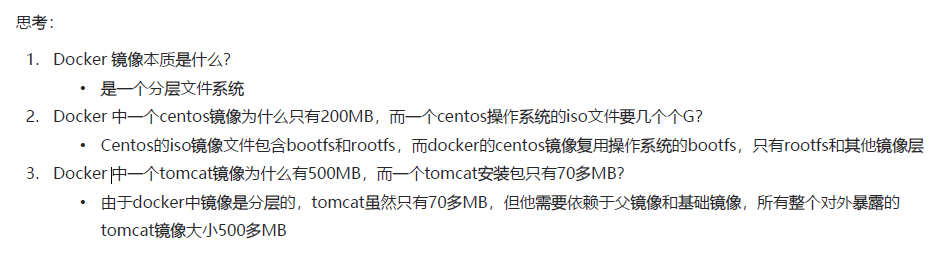 思考：
1. Docker 镜像本质是什么？
• 是一个分层文件系统
2. Docker 中一个centos镜像为什么只有200MB，而一个centos操作系统的iso文件要几个个G？
• Centos的iso镜像文件包含bootfs和rootfs，而docker的centos镜像复用操作系统的bootfs，只有rootfs和其他镜像层
3. Docker 中一个tomcat镜像为什么有500MB，而一个tomcat安装包只有70多MB？
• 由于docker中镜像是分层的，tomcat虽然只有70多MB，但他需要依赖于父镜像和基础镜像，所有整个对外暴露的
tomcat镜像大小500多MB